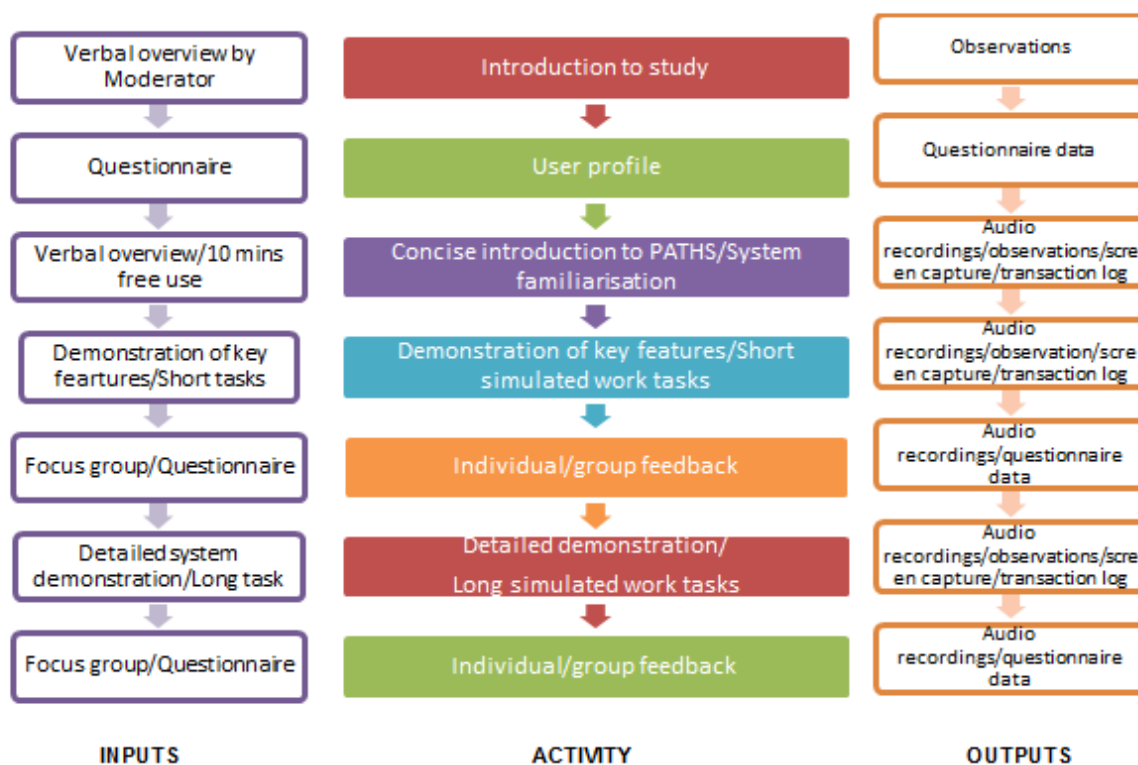 Verbal overview by
Moderator
Introduction to study
Observations
Questionnaire
User profile
Questionnaire data
Verbal overview/10 mins
free use
Concise introduction to PATHS/System
familiarisation
Audio
recordings/observations/scre
en capture/transaction log
Demonstration of key
feartures/Short tasks
Demonstration of key features/Short
simulated work tasks
Audio
recordings/observation/scre
en capture/transaction log
Focus group/Questionnaire
Individual/group feedback
Audio
recordings/questionnaire
data
Detailed system
demonstration/Long task
Detailed demonstration/
Long simulated work tasks
Audio
recordings/observations/scre
en capture/transaction log
Focus group/Questionnaire
Individual/group feedback
Audio
recordings/questionnaire
data
INPUTS
ACTIVITY
OUTPUTS